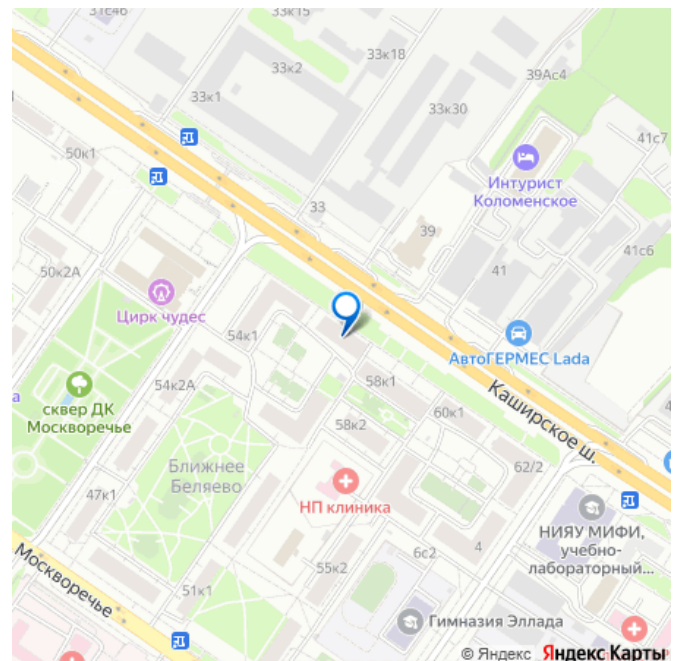 31с46
33к15
33к2
33к18
33к1
33к30
39Ас4
41с7
50к1
Интурист
Коломенское
33
39
41
41с6
50к2А
Цирк чудес
54к1
АвтоГЕРМЕС Lada
Каширское ш.
58к1
54к2А
сквер ДК
Москворечье
60к1
58к2
Ближнее
Беляево
62/2
47к1
НП клиника
НИЯУ МИФИ,
учебно-
лабораторный...
Москворечье
6с2
4
55к2
51к1
Гимназия Эллада
© Яндекс Яндекс Карты